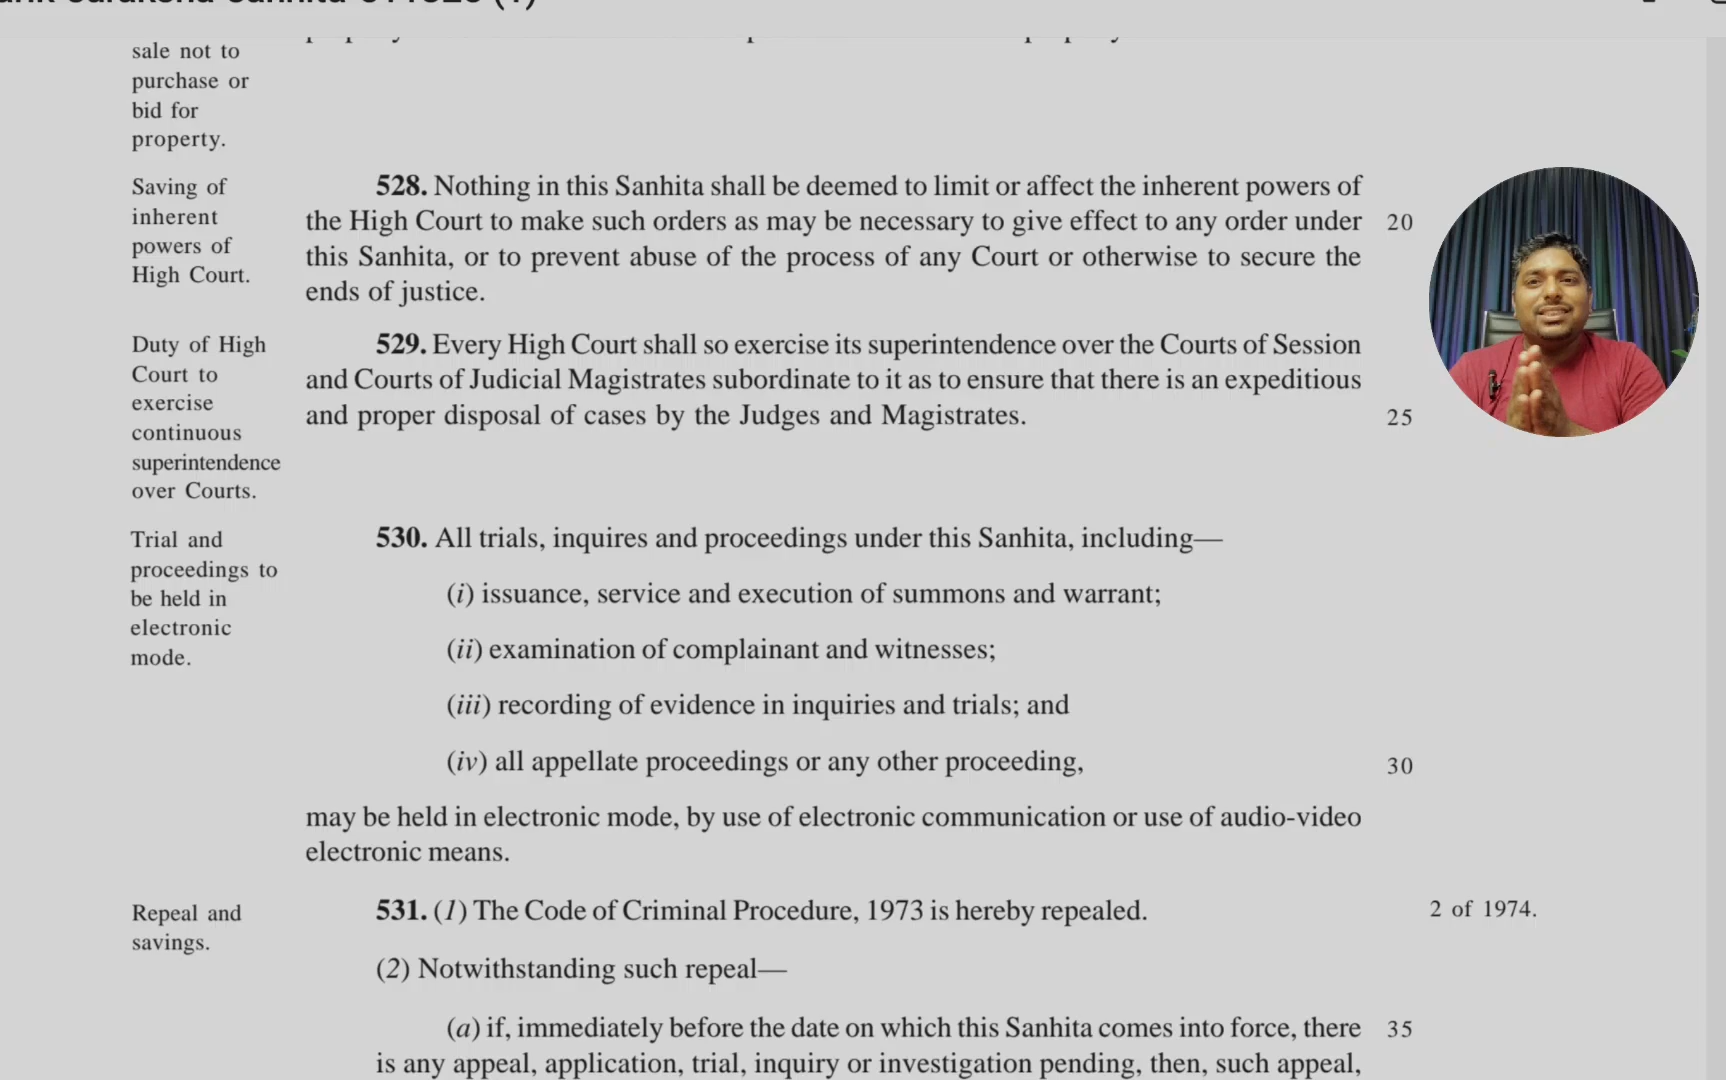 sale not to
purchase or
bid for
property.
Saving of
inherent
powers of
High Court.
528. Nothing in this Sanhita shall be deemed to limit or affect the inherent powers of
the High Court to make such orders as may be necessary to give effect to any order under 20
this Sanhita, or to prevent abuse of the process of any Court or otherwise to secure the
ends of justice.
Duty of High
Court to
exercise
continuous
superintendence
over Courts.
529. Every High Court shall so exercise its superintendence over the Courts of Session
and Courts of Judicial Magistrates subordinate to it as to ensure that there is an expeditious
and proper disposal of cases by the Judges and Magistrates. 25
Trial and
proceedings to
be held in
electronic
mode.
530. All trials, inquires and proceedings under this Sanhita, including—
(i) issuance, service and execution of summons and warrant;
(ii) examination of complainant and witnesses;
(iii) recording of evidence in inquiries and trials; and
(iv) all appellate proceedings or any other proceeding, 30
may be held in electronic mode, by use of electronic communication or use of audio-video
electronic means.
Repeal and
savings.
531. (1) The Code of Criminal Procedure, 1973 is hereby repealed. 2 of 1974.
(2) Notwithstanding such repeal—
(a) if, immediately before the date on which this Sanhita comes into force, there 35
is any appeal, application, trial, inquiry or investigation pending, then, such appeal,